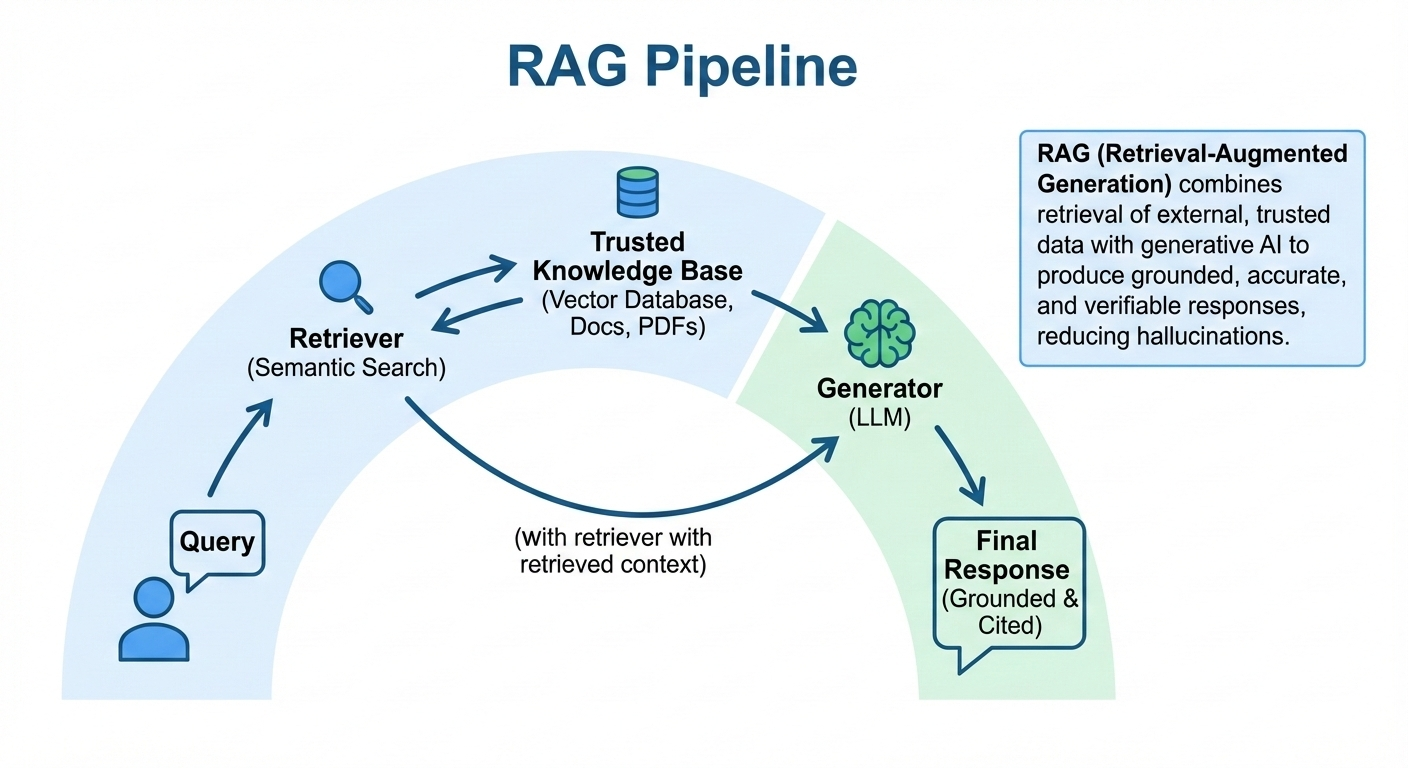 RAG Pipeline
RAG (Retrieval-Augmented
Generation) combines
retrieval of external, trusted
data with generative AI to
produce grounded, accurate,
and verifiable responses,
reducing hallucinations.
Query
Retriever
(Semantic Search)
Trusted
Knowledge Base
(Vector Database,
Docs, PDFs)
(with retriever with
retrieved context)
Generator
(LLM)
Final
Response
(Grounded &
Cited)